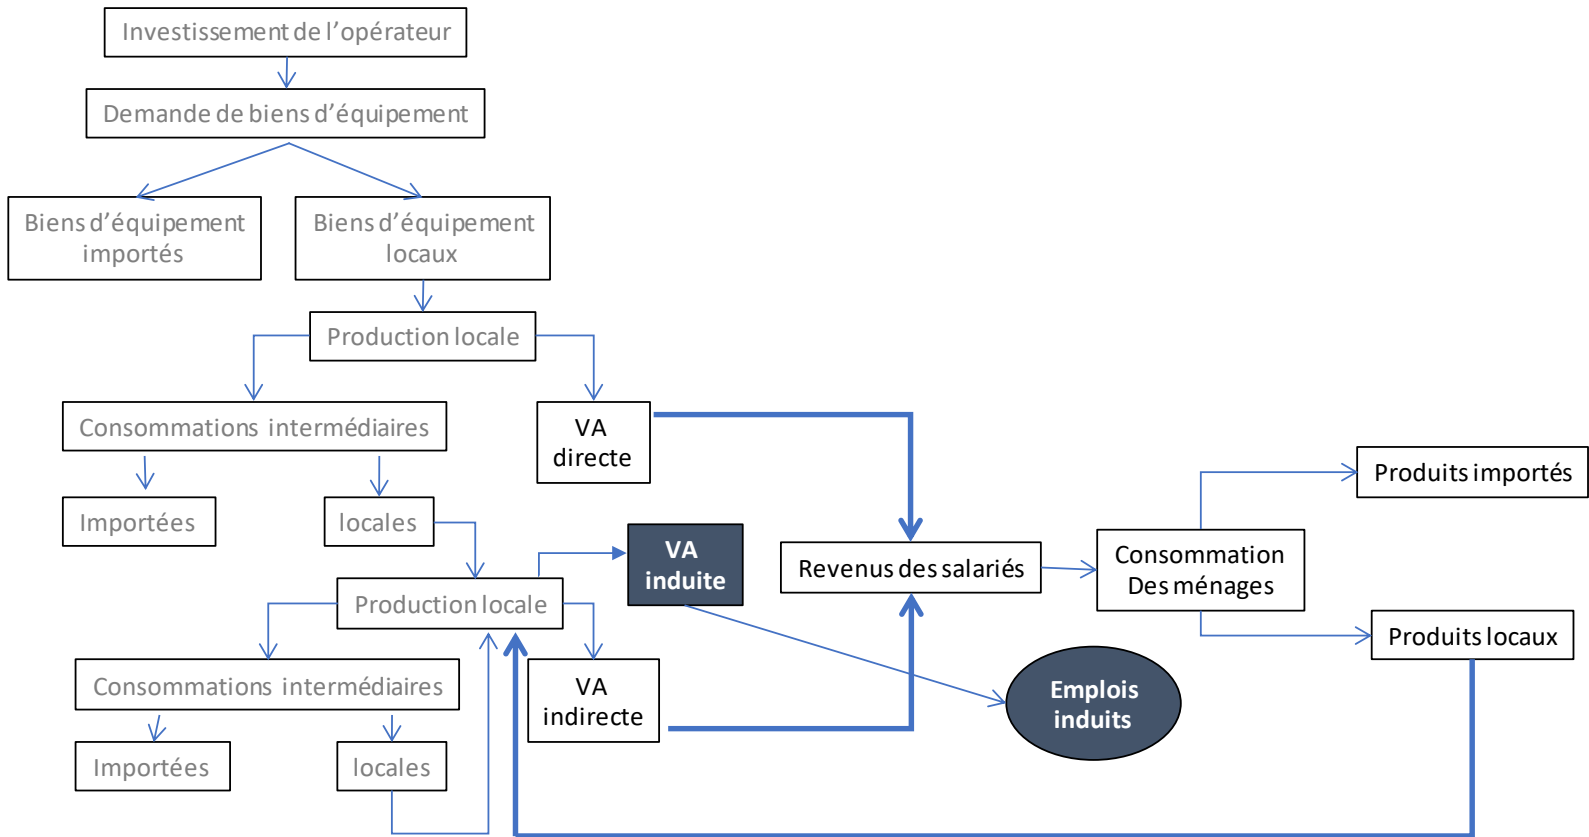 Investissement de l'opérateur
Demande de biens d'équipement
Biens d'équipement
importés
Biens d'équipement
locaux
Production locale
Consommations intermédiaires
VA
directe
Importées
locales
VA
induite
Revenus des salariés
Consommation
Des ménages
Produits importés
Produits locaux
Production locale
Consommations intermédiaires
VA
indirecte
Emplois
induits
Importées
locales